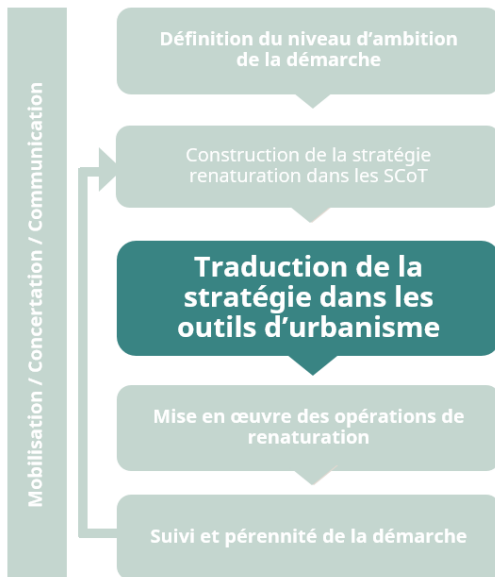 Mobilisation / Concertation / Communication
Définition du niveau d’ambition
de la démarche
Construction de la stratégie
renaturation dans les SCoT
Traduction de la
stratégie dans les
outils d’urbanisme
Mise en œuvre des opérations de
renaturation
Suivi et pérennité de la démarche